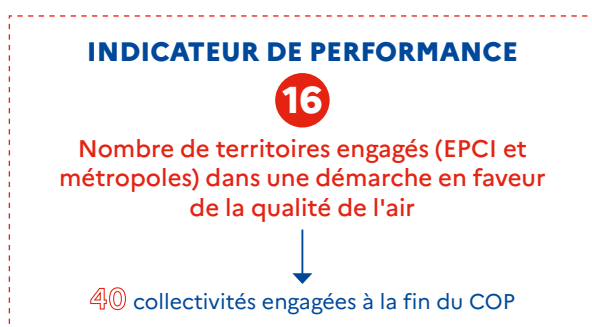 INDICATEUR DE PERFORMANCE
16
Nombre de territoires engagés (EPCI et
métropoles) dans une démarche en faveur
de la qualité de l'air
40 collectivités engagées à la fin du COP